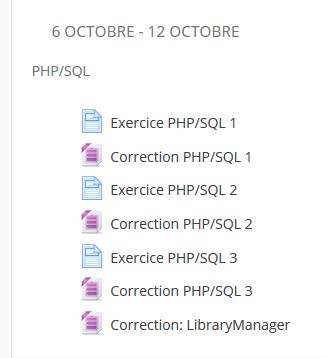 6 OCTOBRE - 12 OCTOBRE
PHP/SQL
Exercice PHP/SQL 1
Correction PHP/SQL 1
Exercice PHP/SQL 2
Correction PHP/SQL 2
Exercice PHP/SQL 3
Correction PHP/SQL 3
Correction: LibraryManager